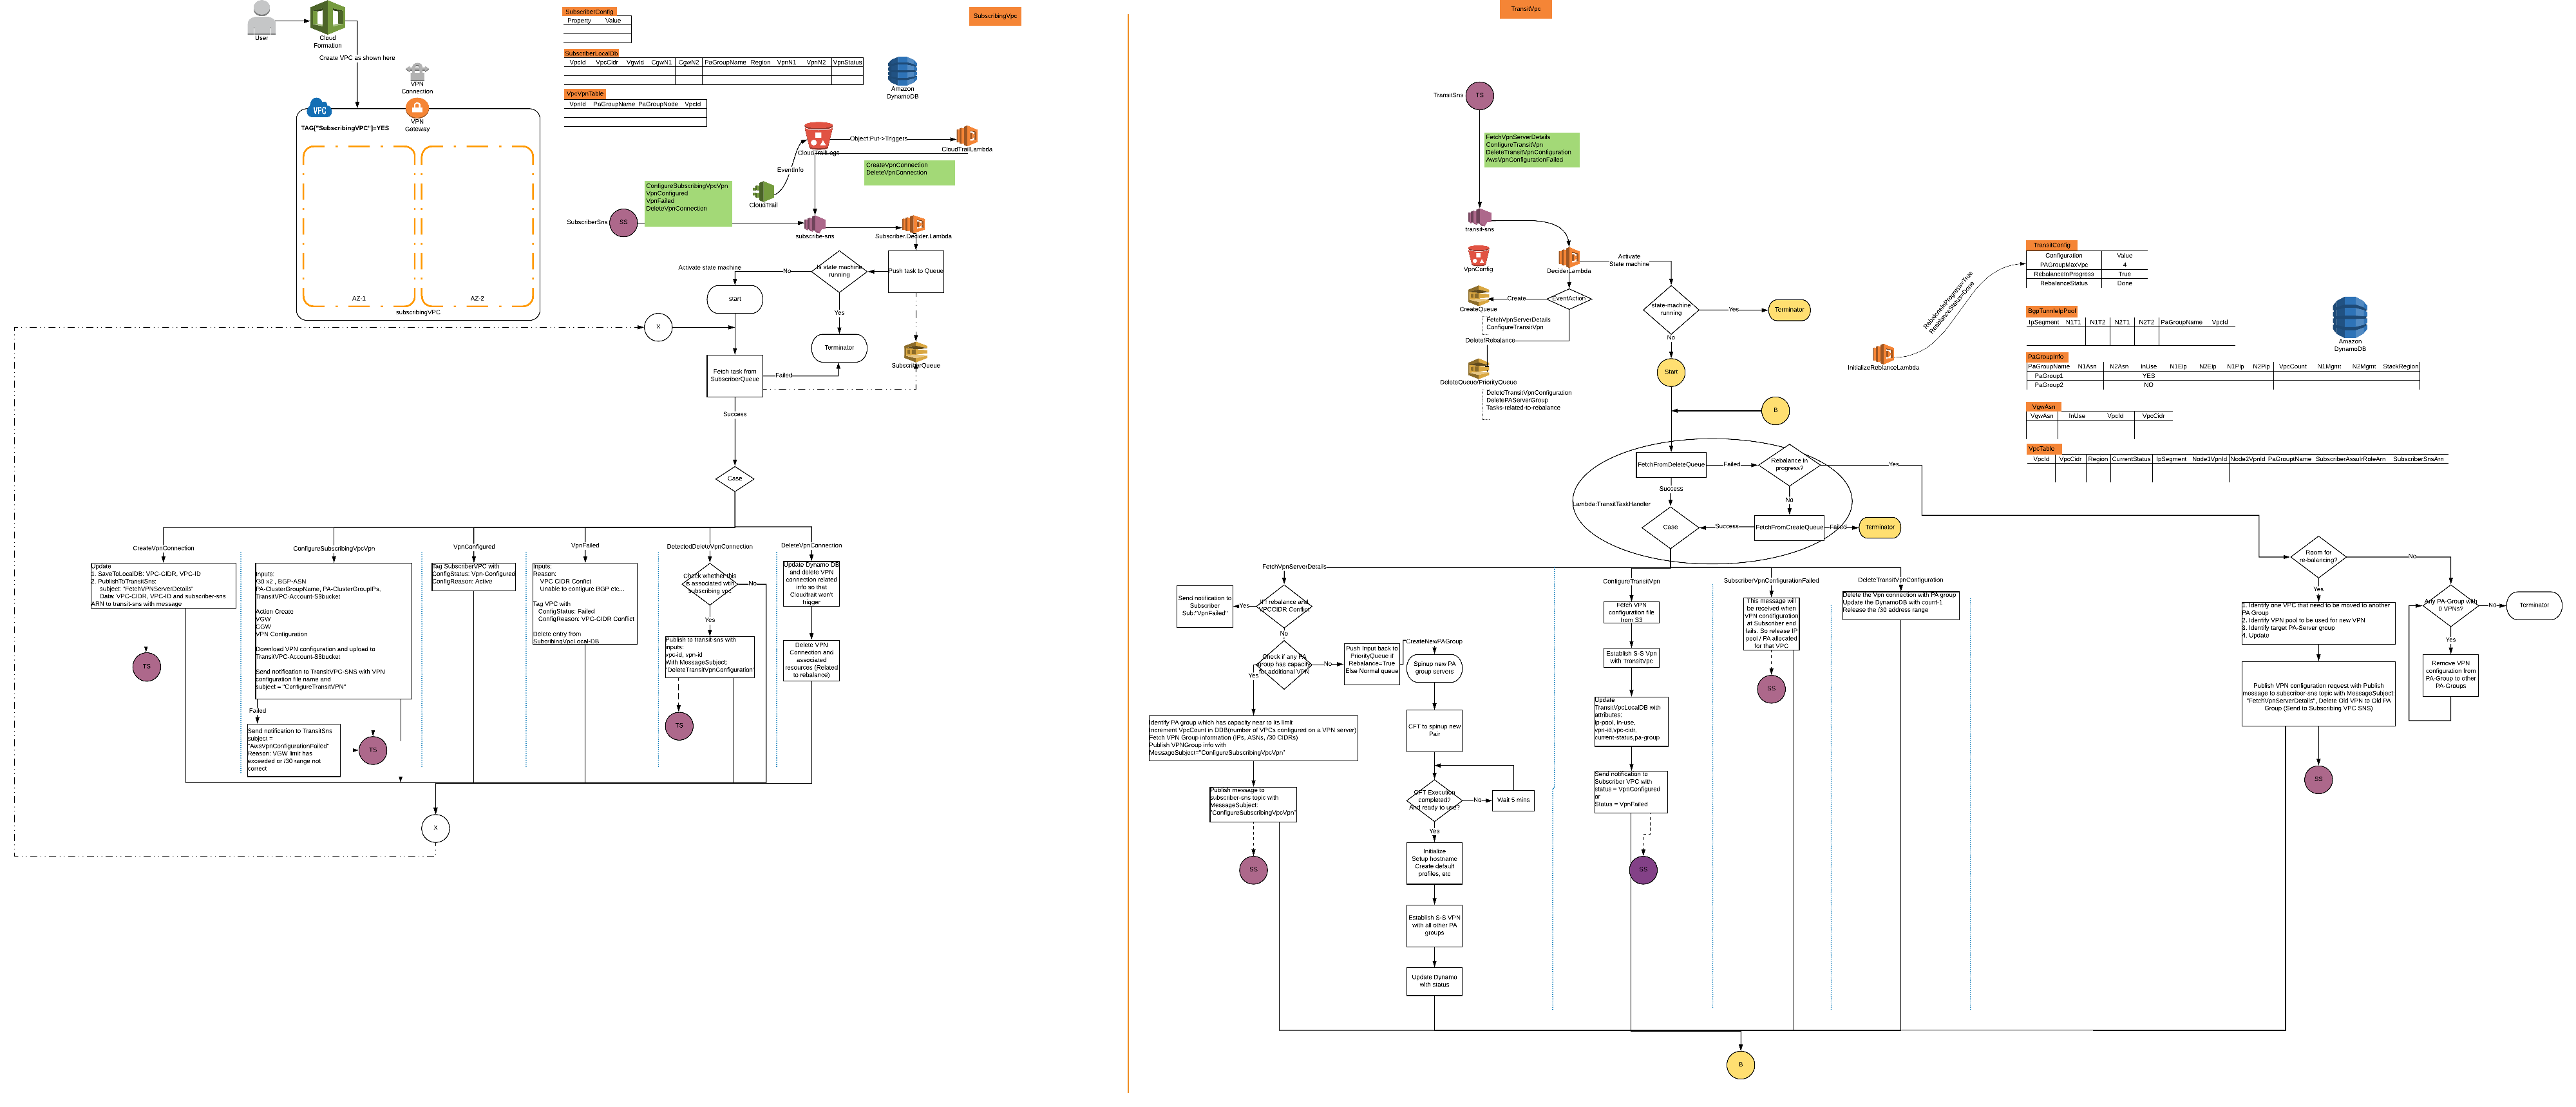 User
Cloud
Formation
Create VPC as shown here
VPN
Connection
VPC
VPN
Gateway
TAG["SubscribingVPC"]=YES
AZ-1
AZ-2
subscribingVPC
SubscriberConfig
Property Value
SubscriberLocalDb
VpcId VpcCidr VgwId CgwN1 CgwN2 PaGroupName Region VpnN1 VpnN2 VpnStatus
VpcVpnTable
VpnId PaGroupName PaGroupNode VpcId
Amazon
DynamoDB
SubscribingVpc
CloudTrailLogs
Object:Put->Triggers
CloudTrailLambda
EventInfo
CloudTrail
CreateVpnConnection
DeleteVpnConnection
ConfigureSubscribingVpcVpn
VpnConfigured
VpnFailed
DeleteVpnConnection
SubscriberSns
SS
subscribe-sns
Subscriber.Decider.Lambda
Push task to Queue
Is state machine
running
No
Yes
Activate state machine
start
X
Terminator
SubscriberQueue
Fetch task from
SubscriberQueue
Failed
Success
Case
CreateVpnConnection
Update
1. SaveToLocalDB: VPC-CIDR, VPC-ID
2. PublishToTransitSns:
subject: "FetchVPNServerDetails"
Data: VPC-CIDR, VPC-ID and subscriber-sns
ARN to transit-sns with message
TS
ConfigureSubscribingVpcVpn
Inputs:
/30 x2 , BGP-ASN
PA-ClusterGroupName, PA-ClusterGroupIPs,
TransitVPC-Account-S3bucket
Action Create
VGW
CGW
VPN Configuration
Download VPN configuration and upload to
TransitVPC-Account-S3bucket
Send notification to TransitVPC-SNS with VPN
configuration file name and
subject = "ConfigureTransitVPN"
Failed
Send notification to TransitSns
subject =
"AwsVpnConfigurationFailed"
Reason: VGW limit has
exceeded or /30 range not
correct
TS
VpnConfigured
Tag SubscriberVPC with
ConfigStatus: Vpn-Configured
ConfigReason: Active
VpnFailed
Inputs:
Reason:
VPC CIDR Confict
Unable to configure BGP etc...
Tag VPC with
ConfigStatus: Failed
ConfigReason: VPC-CIDR Conflict
Delete entry from
SubcribingVpcLocal-DB
DetectedDeleteVpnConnection
Check whether this
is associated with
subscribing vpc
No
Yes
Publish to transit-sns with
inputs:
vpc-id, vpn-id
With MessageSubject:
"DeleteTransitVpnConfiguration"
TS
DeleteVpnConnection
Update Dynamo DB
and delete VPN
connection related
info so that
Cloudtrail won't
trigger
Delete VPN
Connection and
associated
resources (Related
to rebalance)
X
TransitVpc
TransitSns
TS
FetchVpnServerDetails
ConfigureTransitVpn
DeleteTransitVpnConfiguration
AwsVpnConfigurationFailed
transit-sns
VpnConfig
DeciderLambda
Activate
State machine
EventAction
Create
CreateQueue
FetchVpnServerDetails
ConfigureTransitVpn
Delete/Rebalance
DeleteQueue/PriorityQueue
DeleteTransitVpnConfiguration
DeletePAServerGroup
Tasks-related-to-rebalance
state-machine
running
Yes
Terminator
No
Start
B
FetchFromDeleteQueue
Failed
Rebalance in
progress?
Yes
Success
No
Lambda:TransitTaskHandler
Case
Success
FetchFromCreateQueue
Failed
Terminator
RebalcneInProgress=True
RealblanceStatus=Done
InitializeReblanceLambda
TransitConfig
Configuration Value
PAGroupMaxVpc 4
RebalanceInProgress True
RebalanceStatus Done
BgpTunnleIpPool
IpSegment N1T1 N1T2 N2T1 N2T2 PaGroupName VpcId
Amazon
DynamoDB
PaGroupInfo
PaGroupName N1Asn N2Asn InUse N1Eip N2Eip N1Pip N2Pip VpcCount N1Mgmt N2Mgmt StackRegion
PaGroup1 YES
PaGroup2 NO
VgwAsn
VgwAsn InUse VpcId VpcCidr
VpcTable
VpcId VpcCidr Region CurrentStatus IpSegment Node1VpnId Node2VpnId PaGrouptName SubscriberAssulrRoleArn SubscriberSnsArn
FetchVpnServerDetails
Send notification to
Subscriber
Sub:"VpnFailed"
Yes
If ! rebalance and
VPCCIDR Conflict
No
Check if any PA
group has capacity
for additional VPN
No
Yes
Push Input back to
PriorityQueue if
Rebalance=True
Else Normal queue
CreateNewPAGroup
Spinup new PA
group servers
Identify PA group which has capacity near to its limit
Increment VpcCount in DDB(number of VPCs configured on a VPN server)
Fetch VPN Group information (IPs, ASNs, /30 CIDRs)
Publish VPNGroup info with
MessageSubject="ConfigureSubscribingVpcVpn"
Publish message to
subscriber-sns topic with
MessageSubject:
"ConfigureSubscribingVpcVpn"
SS
CFT to spinup new
Pair
CFT Execution
completed?
And ready to use?
No
Wait 5 mins
Yes
Initialize
Setup hostname
Create default
profiles, etc
Establish S-S VPN
with all other PA
groups
Update Dynamo
with status
ConfigureTransitVpn
Fetch VPN
configuration file
from S3
Establish S-S Vpn
with TransitVpc
Update
TransitVpcLocalDB with
attributes:
ip-pool, in-use,
vpn-id,vpc-cidr,
current-status,pa-group
Send notification to
Subscriber VPC with
status = VpnConfigured
or
Status = VpnFailed
SS
SubscriberVpnConfigurationFailed
This message will
be received when
VPN condfiguration
at Subscriber end
fails. So release IP
pool / PA allocated
for that VPC
SS
DeleteTransitVpnConfiguration
Delete the Vpn connection with PA group
Update the DynamoDB with count-1
Release the /30 address range
Room for
re-balancing?
No
Yes
1. Identify one VPC that need to be moved to another
PA Group
2. Identify VPN pool to be used for new VPN
3. Identify target PA-Server group
4. Update
Publish VPN configuration request with Publish
message to subscriber-sns topic with MessageSubject:
"FetchVpnServerDetails", Delete Old VPN to Old PA
Group (Send to Subscribing VPC SNS)
SS
Any PA-Group with
0 VPNs?
No
Terminator
Yes
Remove VPN
configuration from
PA-Group to other
PA-Groups
B